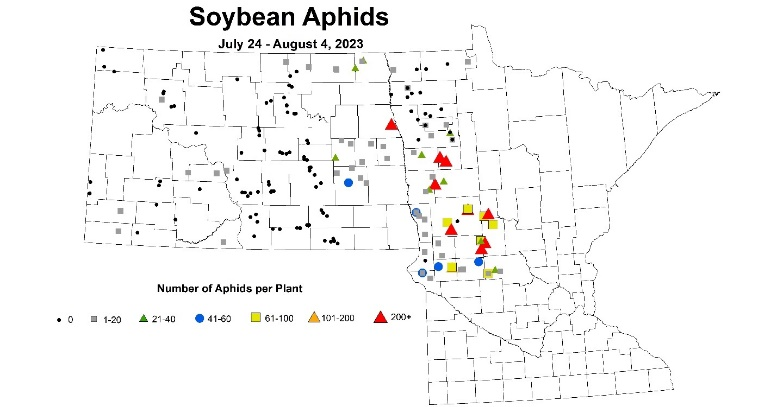 Soybean Aphids
July 24 - August 4, 2023
Number of Aphids per Plant
0 1-20 21-40 41-60 61-100 101-200 200+